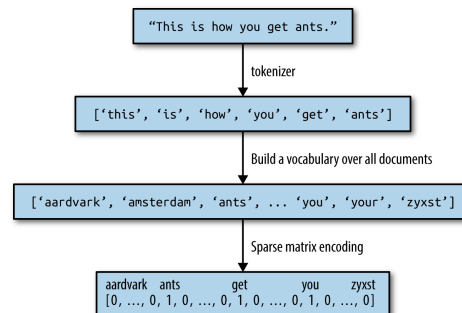 “This is how you get ants.”
tokenizer
[‘this’, ‘is’, ‘how’, ‘you’, ‘get’, ‘ants’]
Build a vocabulary over all documents
[‘aardvark’, ‘amsterdam’, ‘ants’, ... ‘you’, ‘your’, ‘zyxst’]
Sparse matrix encoding
aardvark ants get you zyxst
[0, ..., 0, 1, 0, ..., 0, 1, 0, ..., 0, 1, 0, ..., 0]